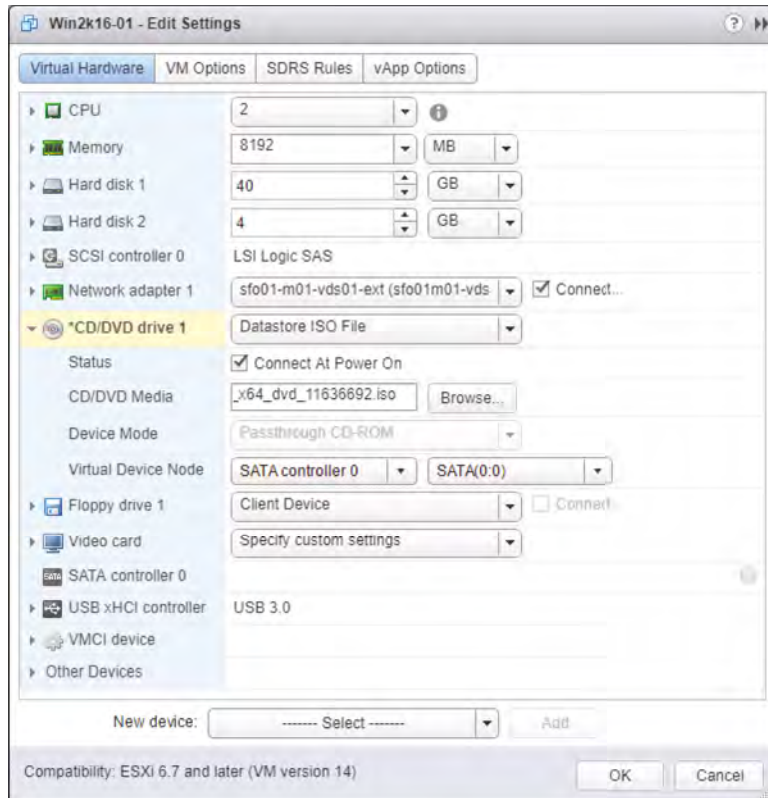 Win2k16-01 - Edit Settings ?
Virtual Hardware VM Options SDRS Rules vApp Options
CPU 2
Memory 8192 MB
Hard disk 1 40 GB
Hard disk 2 4 GB
SCSI controller 0 LSI Logic SAS
Network adapter 1 sfo01-m01-vds01-ext (sfo01m01-vds Connect...
*CD/DVD drive 1 Datastore ISO File
Status Connect At Power On
CD/DVD Media _x64_dvd_11636692.iso Browse...
Device Mode Passthrough CD-ROM
Virtual Device Node SATA controller 0 SATA(0:0)
Floppy drive 1 Client Device Connect
Video card Specify custom settings
SATA SATA controller 0
USB xHCI controller USB 3.0
VMCI device
Other Devices
New device: ------- Select ------- Add
Compatibility: ESXi 6.7 and later (VM version 14) OK Cancel